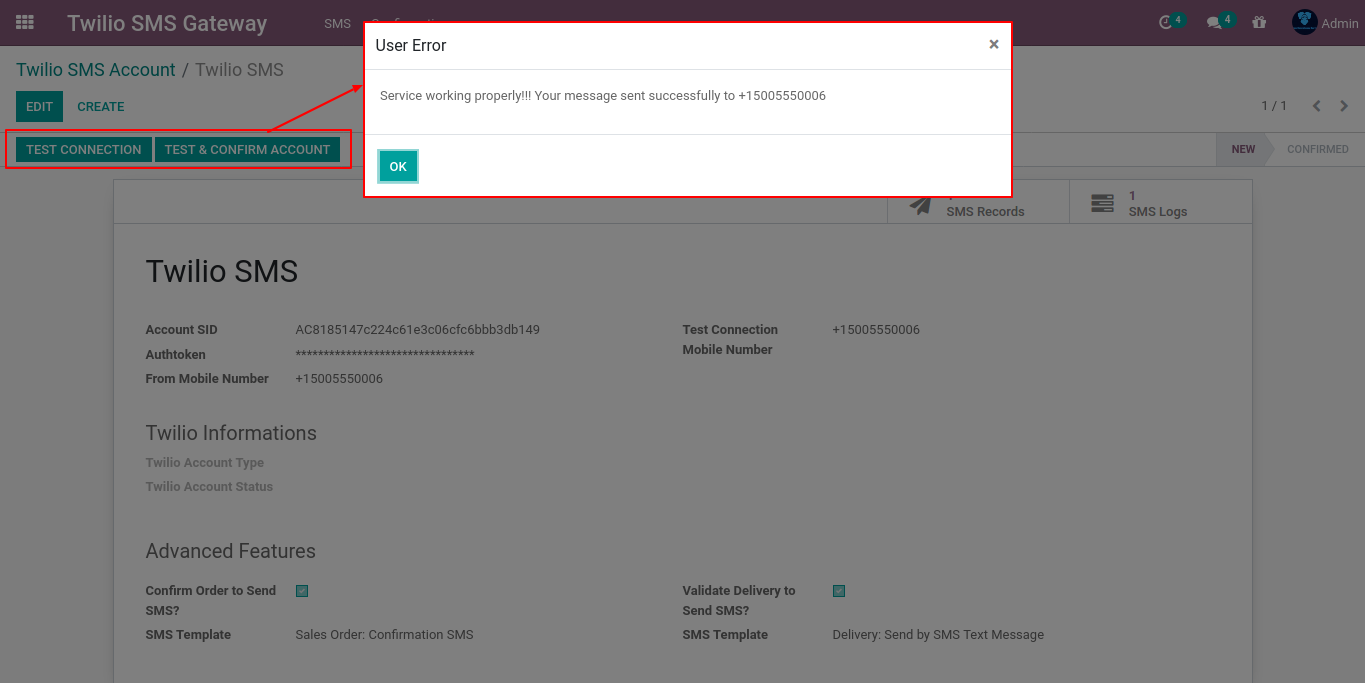 Twilio SMS Gateway
SMS
4
4
Admin
User Error
×
Service working properly!!! Your message sent successfully to +15005550006
OK
Twilio SMS Account / Twilio SMS
EDIT
CREATE
1 / 1
TEST CONNECTION
TEST & CONFIRM ACCOUNT
NEW
CONFIRMED
SMS Records
1
SMS Logs
Twilio SMS
Account SID AC8185147c224c61e3c06cfc6bbb3db149
Authtoken ********************************
From Mobile Number +15005550006
Test Connection +15005550006
Mobile Number
Twilio Informations
Twilio Account Type
Twilio Account Status
Advanced Features
Confirm Order to Send
SMS?
SMS Template Sales Order: Confirmation SMS
Validate Delivery to
Send SMS?
SMS Template Delivery: Send by SMS Text Message